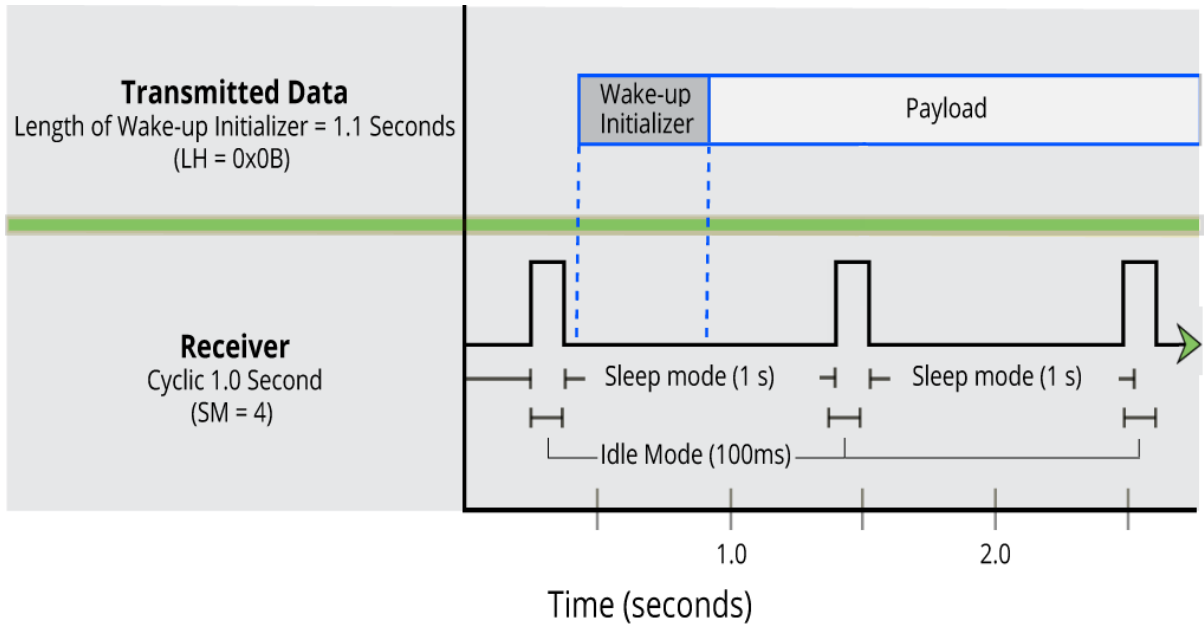 Transmitted Data
Length of Wake-up Initializer = 1.1 Seconds
(LH = 0x0B)
Wake-up
Initializer
Payload
Receiver
Cyclic 1.0 Second
(SM = 4)
Sleep mode (1 s)
Sleep mode (1 s)
Idle Mode (100ms)
1.0
2.0
Time (seconds)